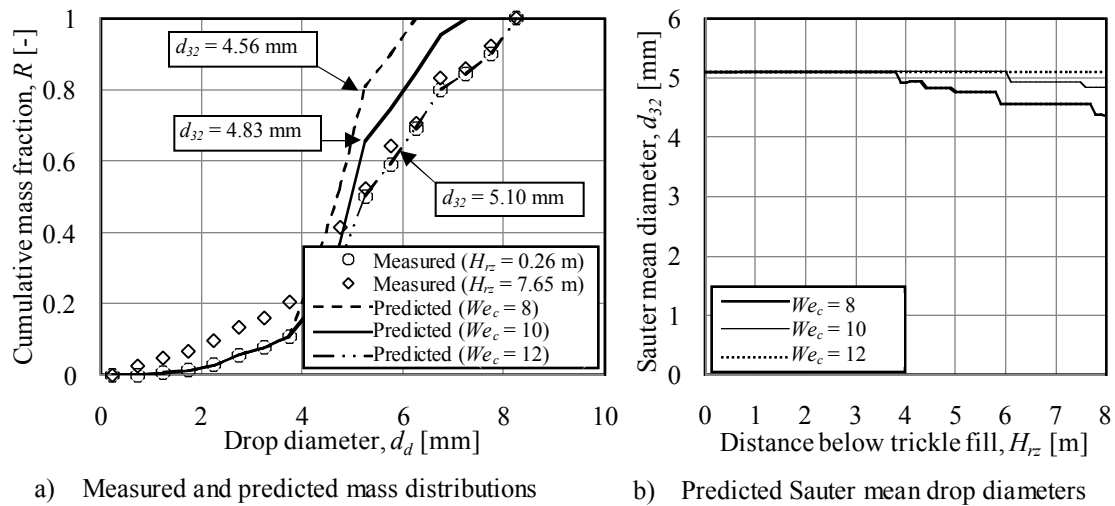 Cumulative mass fraction, R [-]
1
0.8
0.6
0.4
0.2
0
d32 = 4.56 mm
d32 = 4.83 mm
d32 = 5.10 mm
Measured (Hrz = 0.26 m)
Measured (Hrz = 7.65 m)
Predicted (Wec = 8)
Predicted (Wec = 10)
Predicted (Wec = 12)
0 2 4 6 8 10
Drop diameter, dd [mm]
a) Measured and predicted mass distributions
Sauter mean diameter, d32 [mm]
6
5
4
3
2
1
0
Wec = 8
Wec = 10
Wec = 12
0 1 2 3 4 5 6 7 8
Distance below trickle fill, Hrz [m]
b) Predicted Sauter mean drop diameters